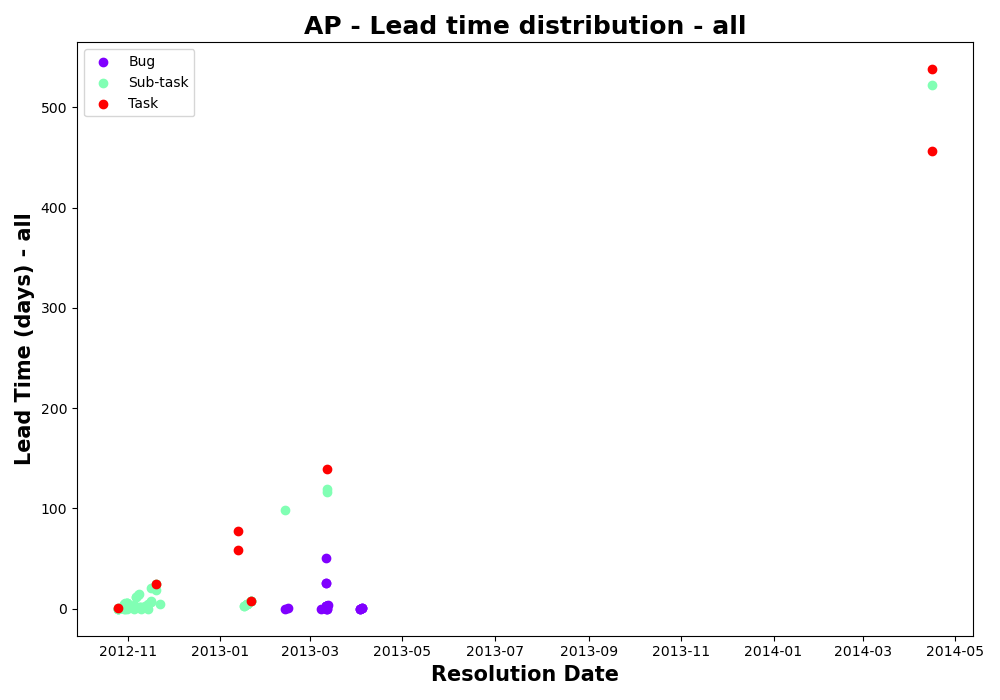 AP - Lead time distribution - all
Bug
Sub-task
Task
500
400
300
200
100
0
Lead Time (days) - all
2012-11 2013-01 2013-03 2013-05 2013-07 2013-09 2013-11 2014-01 2014-03 2014-05
Resolution Date